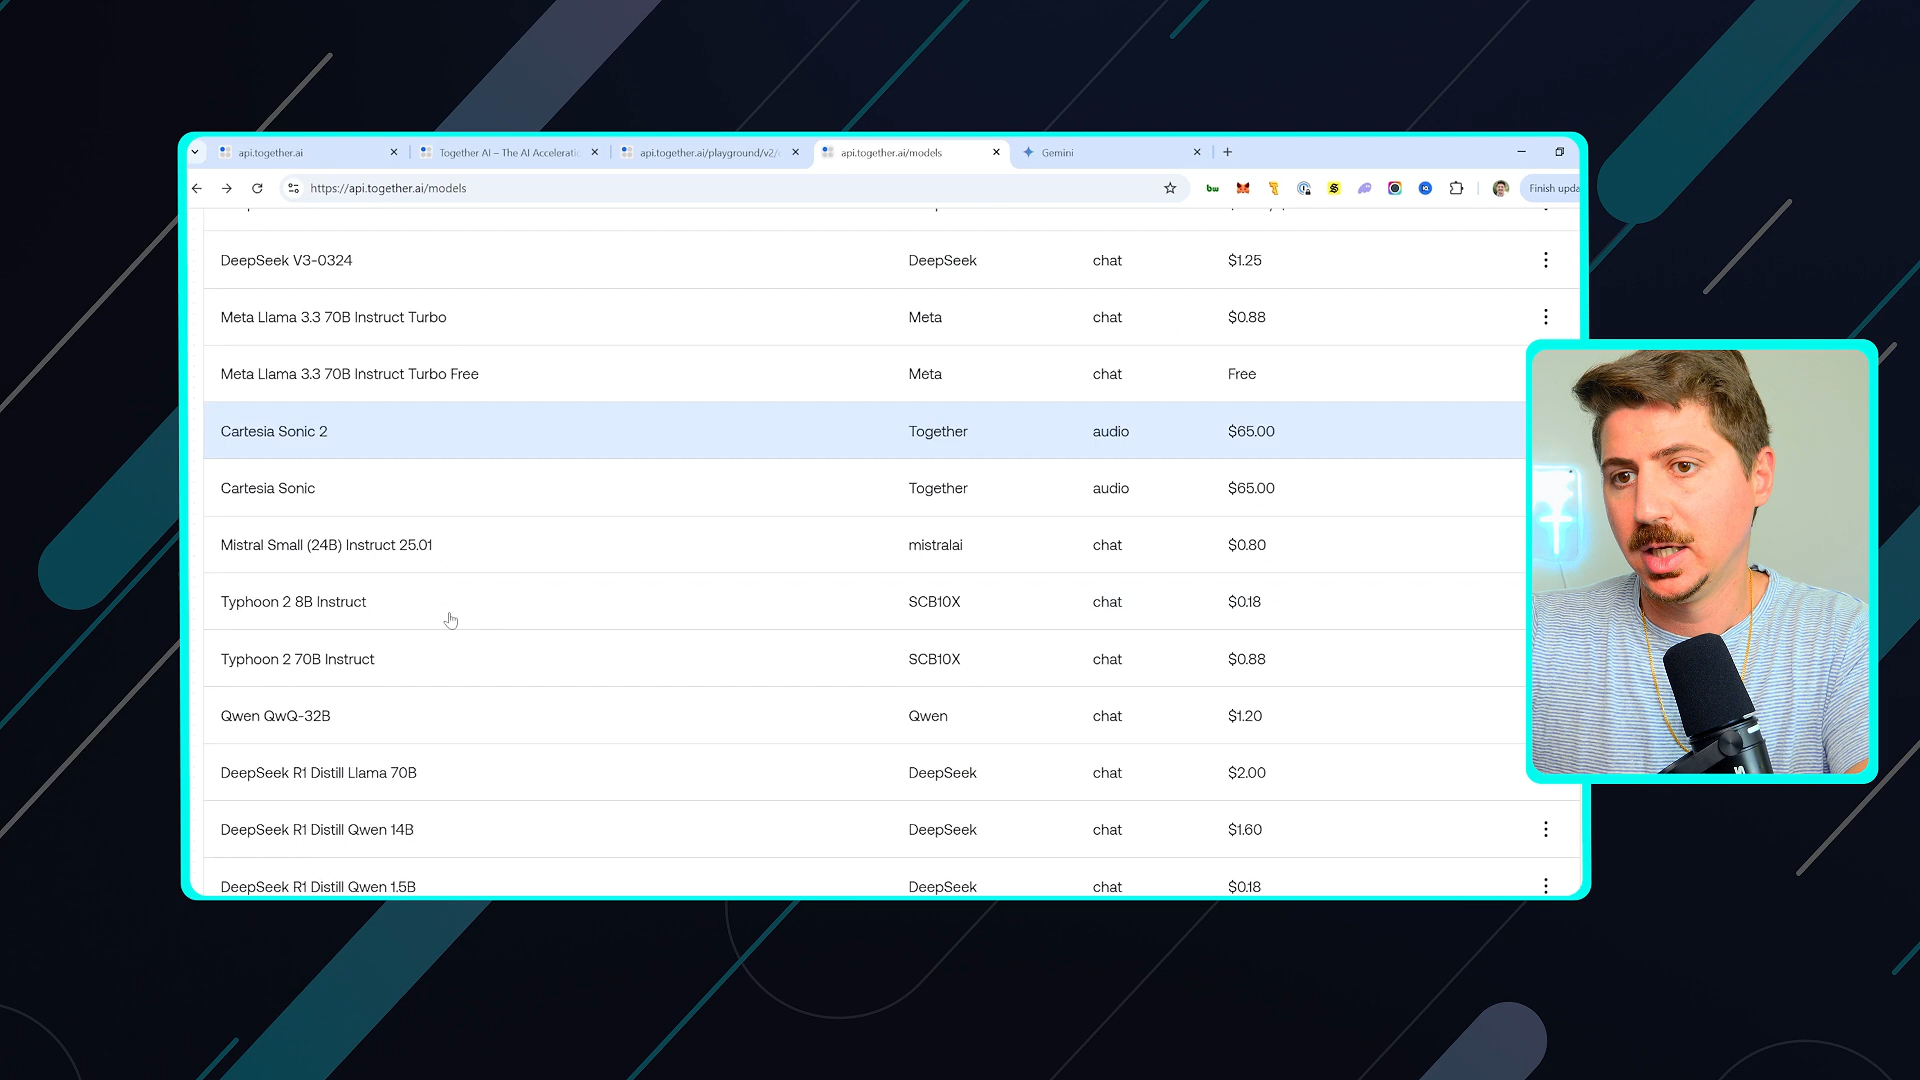 api.together.ai
Together AI – The AI Acceleratic
api.together.ai/playground/v2/c
api.together.ai/models
Gemini
https://api.together.ai/models
bw
Finish upda
DeepSeek V3-0324 DeepSeek chat $1.25
Meta Llama 3.3 70B Instruct Turbo Meta chat $0.88
Meta Llama 3.3 70B Instruct Turbo Free Meta chat Free
Cartesia Sonic 2 Together audio $65.00
Cartesia Sonic Together audio $65.00
Mistral Small (24B) Instruct 25.01 mistralai chat $0.80
Typhoon 2 8B Instruct SCB10X chat $0.18
Typhoon 2 70B Instruct SCB10X chat $0.88
Qwen QwQ-32B Qwen chat $1.20
DeepSeek R1 Distill Llama 70B DeepSeek chat $2.00
DeepSeek R1 Distill Qwen 14B DeepSeek chat $1.60
DeepSeek R1 Distill Qwen 1.5B DeepSeek chat $0.18